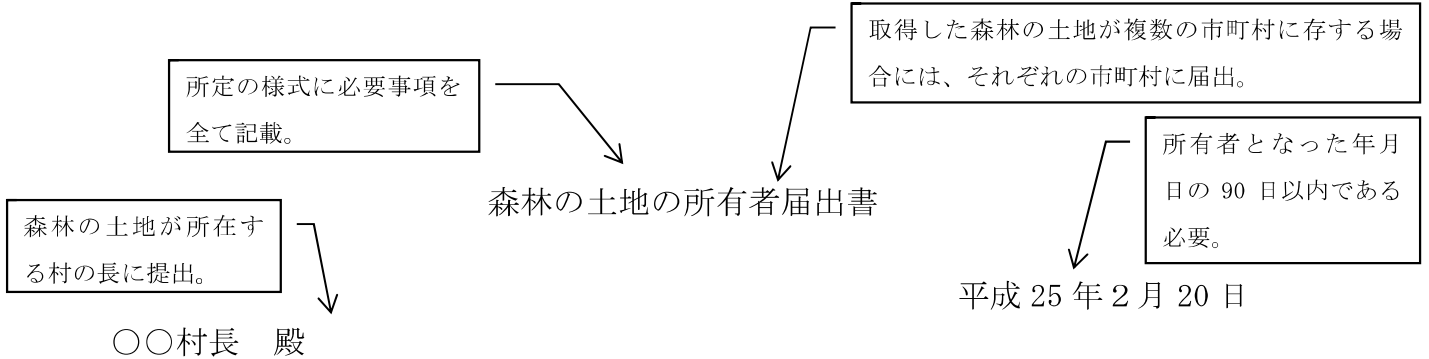 取得した森林の土地が複数の市町村に存する場
合には、それぞれの市町村に届出。
所定の様式に必要事項を
全て記載。
所有者となった年月
日の 90 日以内である
必要。
森林の土地の所有者届出書
森林の土地が所在す
る村の長に提出。
平成 25 年２月 20 日
○○村長　殿